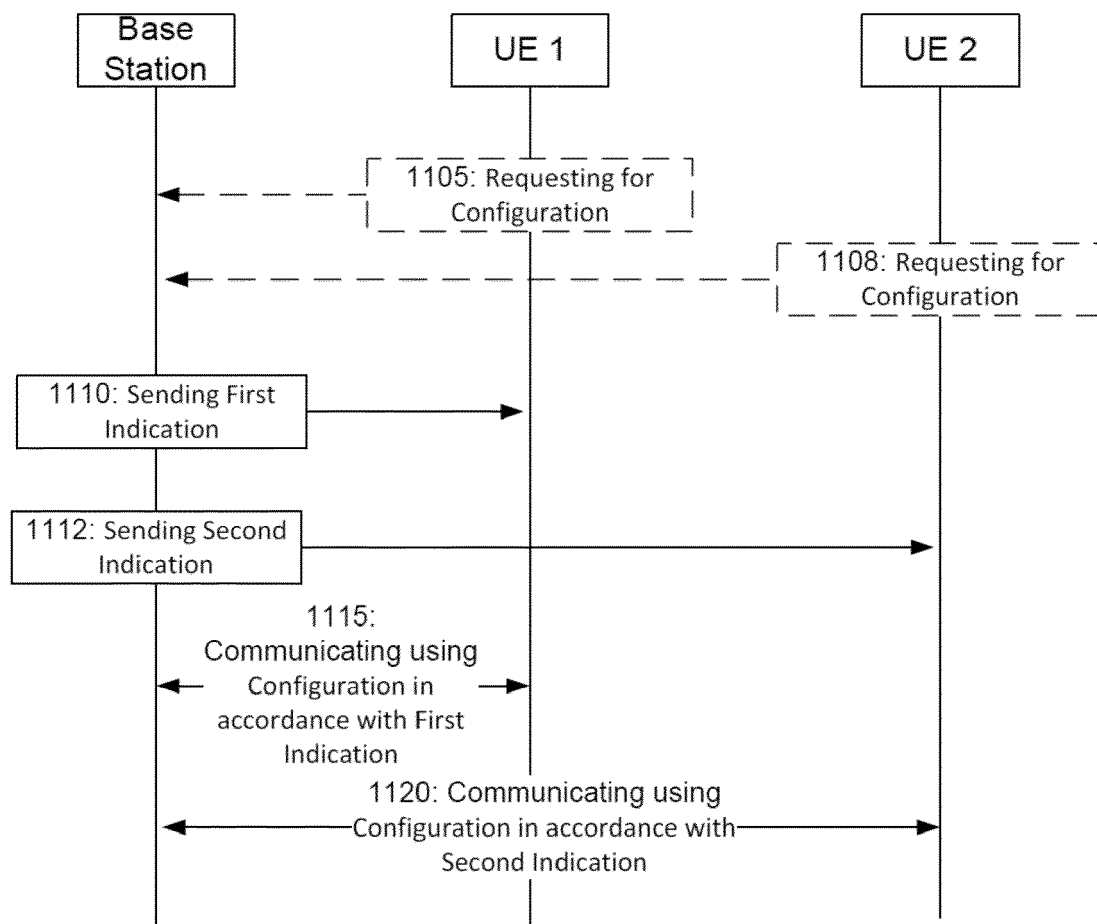 Base
Station
UE 1
UE 2
1105: Requesting for
Configuration
1108: Requesting for
Configuration
1110: Sending First
Indication
1112: Sending Second
Indication
1115:
Communicating using
Configuration in
accordance with First
Indication
1120: Communicating using
Configuration in accordance with
Second Indication